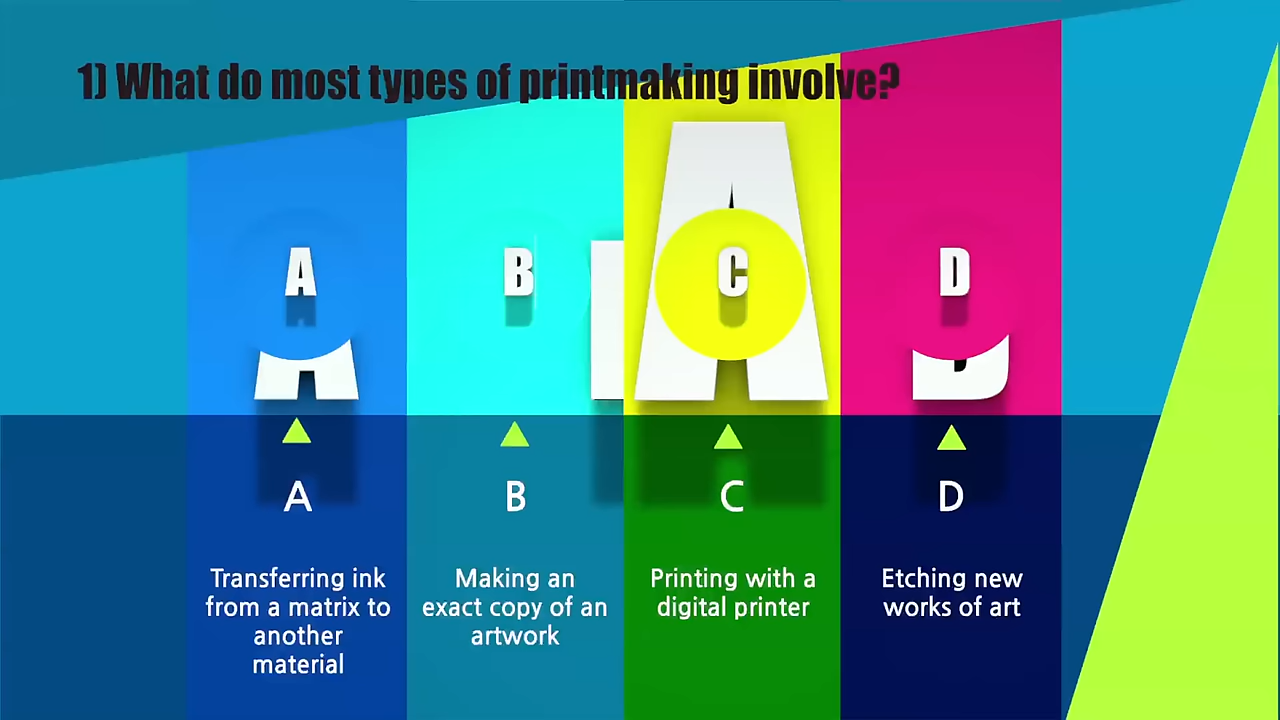 1) What do most types of printmaking involve?
A
B
C
D
A
B
C
D
Transferring ink
from a matrix to
another
material
Making an
exact copy of an
artwork
Printing with a
digital printer
Etching new
works of art